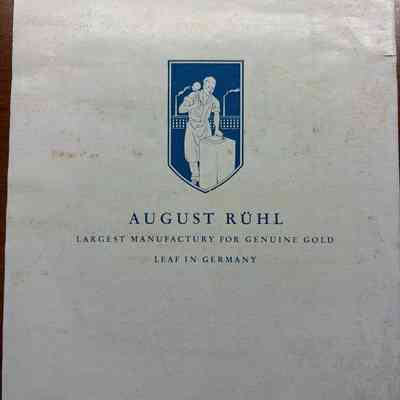 AUGUST RÜHL
LARGEST MANUFACTURY FOR GENUINE GOLD
LEAF IN GERMANY